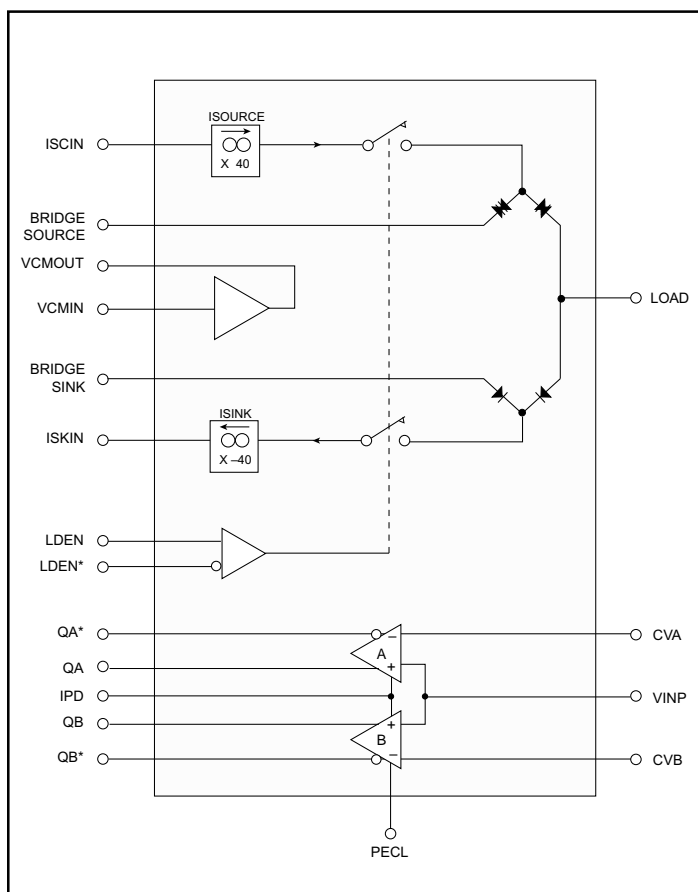 ISOURCE
ISCIN
X 40
BRIDGE
SOURCE
VCMOUT
VCMIN
LOAD
BRIDGE
SINK
ISINK
ISKIN
X –40
LDEN
LDEN*
QA*
–
CVA
A
QA
+
IPD
VINP
QB
+
B
QB*
–
CVB
PECL